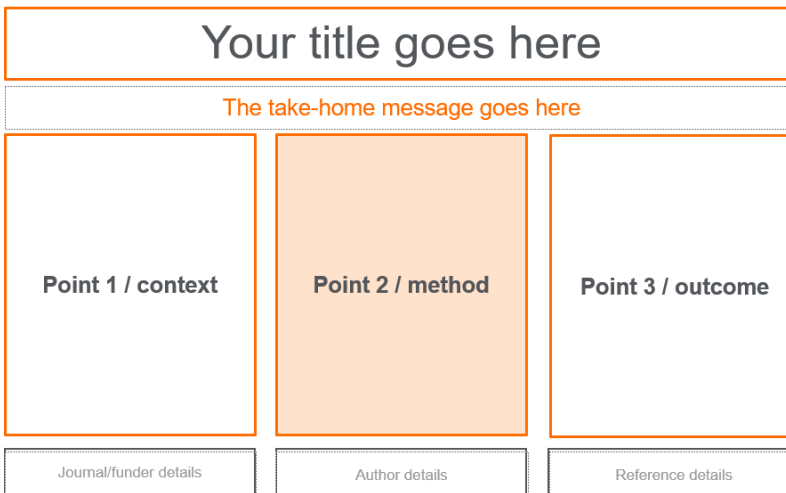 Your title goes here
The take-home message goes here
Point 1 / context
Point 2 / method
Point 3 / outcome
Journal/funder details
Author details
Reference details